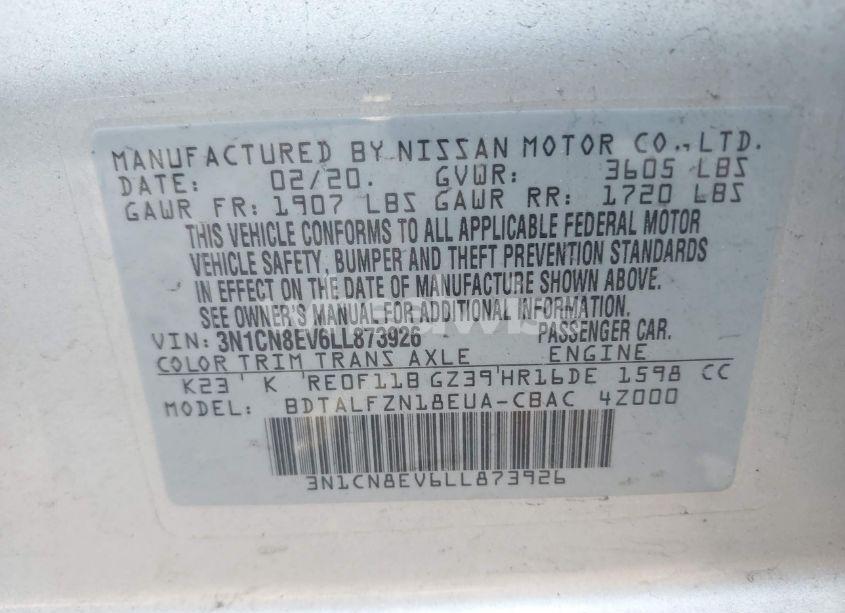 MANUFACTURED BY NISSAN MOTOR CO., LTD.
DATE: 02/20. GVWR: 3605 LBS
GAWR FR: 1907 LBS GAWR RR: 1720 LBS
THIS VEHICLE CONFORMS TO ALL APPLICABLE FEDERAL MOTOR
VEHICLE SAFETY, BUMPER AND THEFT PREVENTION STANDARDS
IN EFFECT ON THE DATE OF MANUFACTURE SHOWN ABOVE.
SEE OWNER'S MANUAL FOR ADDITIONAL INFORMATION.
VIN: 3N1CN8EV6LL873926 PASSENGER CAR.
COLOR TRIM TRANS AXLE ENGINE
K23 K RE0F11B GZ39 HR16DE 1598 CC
MODEL: BDTALFZN18EUA-CBAC 4Z000
3N1CN8EV6LL873926